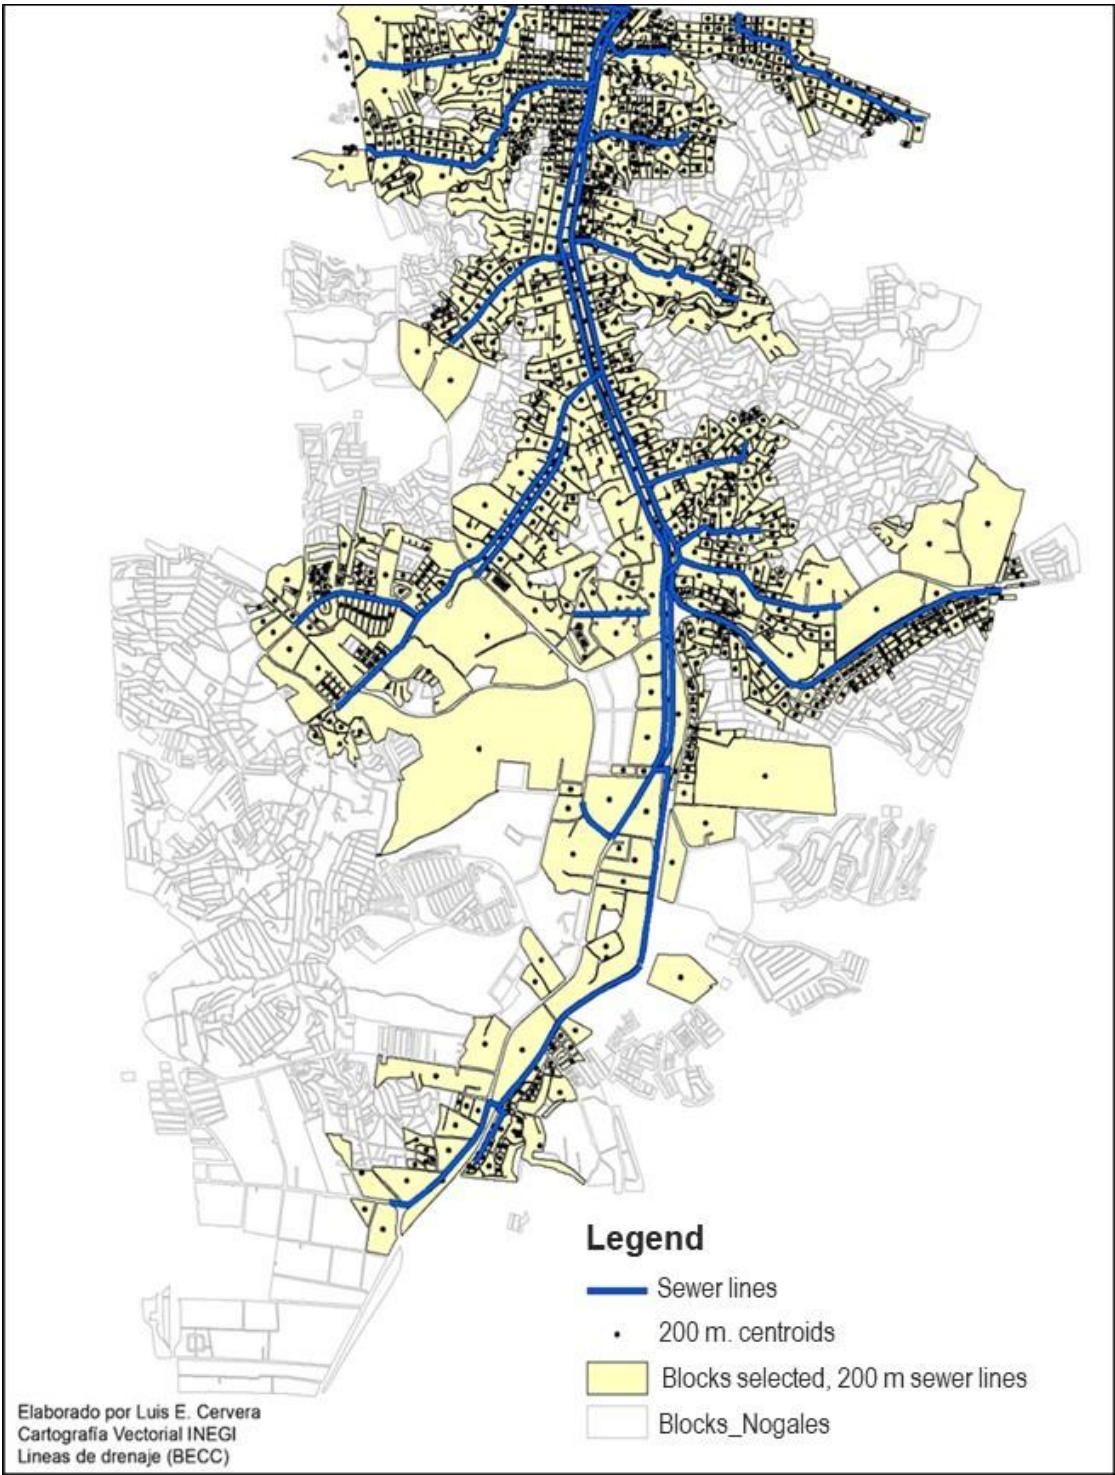 Legend
Sewer lines
200 m. centroids
Blocks selected, 200 m sewer lines
Blocks_Nogales
Elaborado por Luis E. Cervera
Cartografía Vectorial INEGI
Lineas de drenaje (BECC)